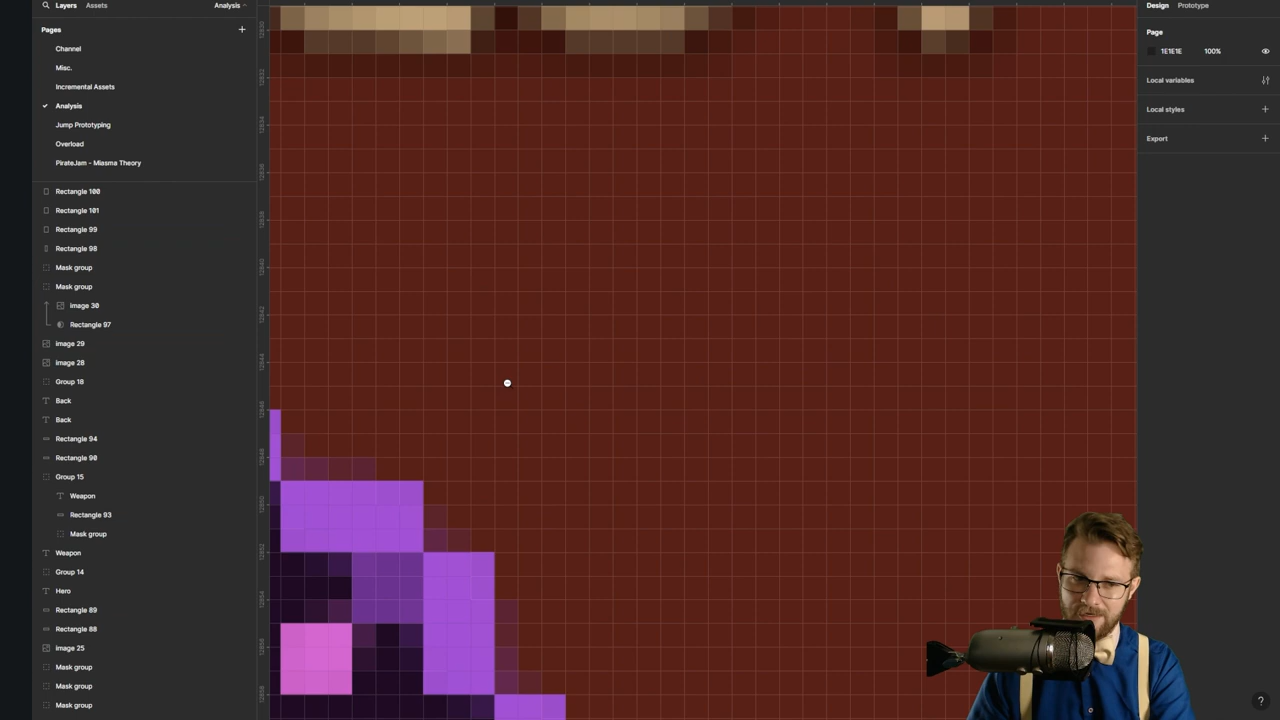 Layers
Assets
Analysis
Pages
Channel
Misc.
Incremental Assets
Analysis
Jump Prototyping
Overload
PirateJam - Miasma Theory
Rectangle 100
Rectangle 101
Rectangle 99
Rectangle 98
Mask group
Mask group
image 30
Rectangle 97
image 29
image 28
Group 18
Back
Back
Rectangle 94
Rectangle 90
Group 15
Weapon
Rectangle 93
Mask group
Weapon
Group 14
Hero
Rectangle 89
Rectangle 88
image 25
Mask group
Mask group
Mask group
Design
Prototype
Page
1E1E1E
100%
Local variables
Local styles
Export
?